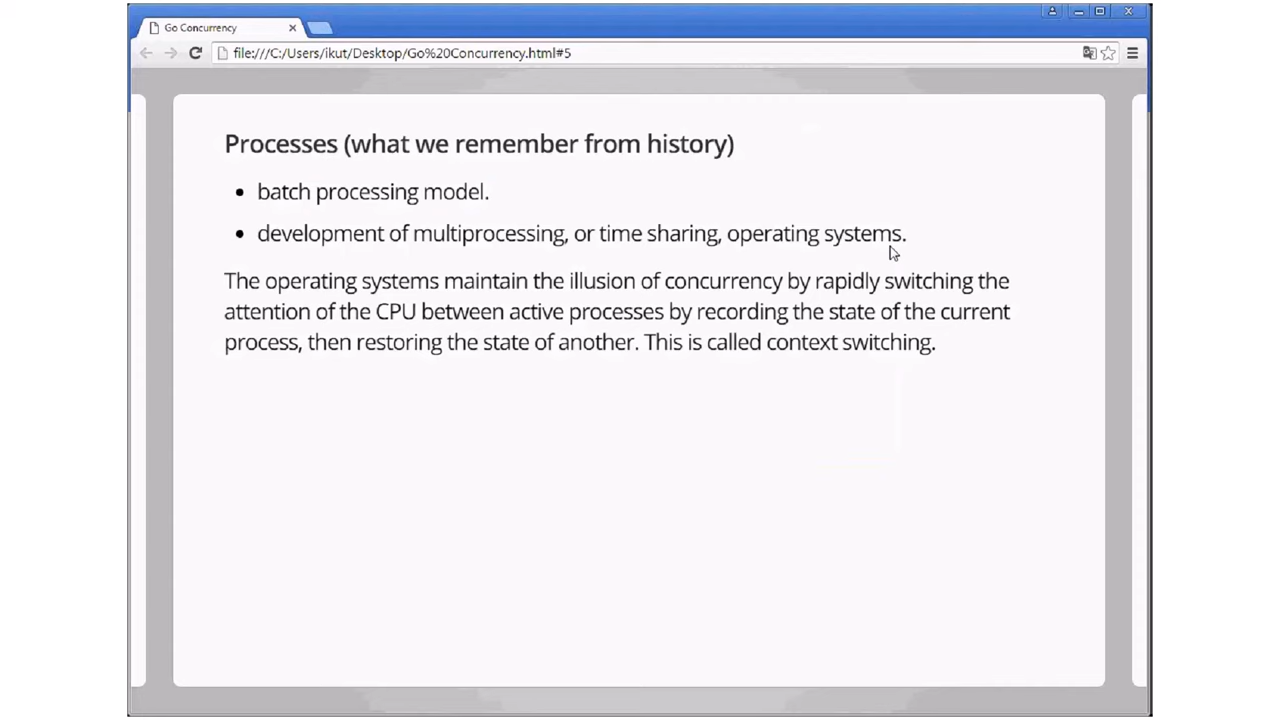 Go Concurrency
file:///C:/Users/ikut/Desktop/Go%20Concurrency.html#5
Processes (what we remember from history)
• batch processing model.
• development of multiprocessing, or time sharing, operating systems.
The operating systems maintain the illusion of concurrency by rapidly switching the
attention of the CPU between active processes by recording the state of the current
process, then restoring the state of another. This is called context switching.